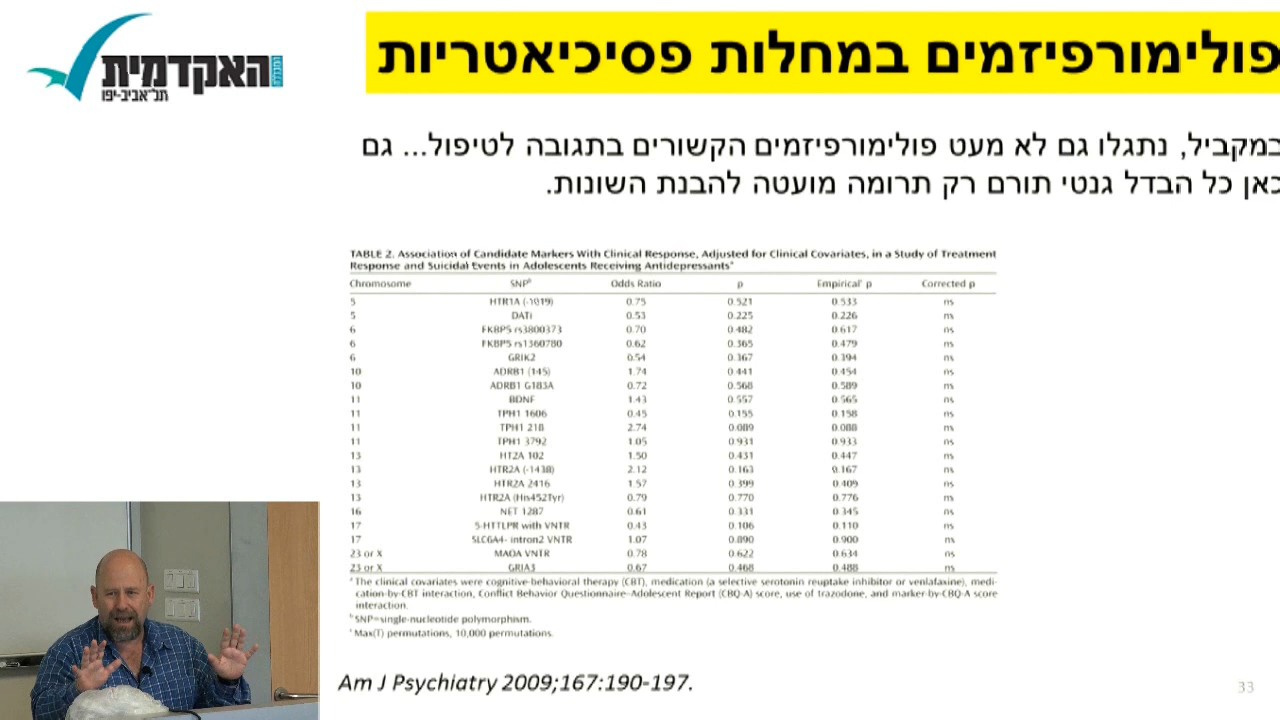 האקדמית
תל־אביב-יפו
פולימורפיזמים במחלות פסיכיאטריות
במקביל, נתגלו גם לא מעט פולימורפיזמים הקשורים בתגובה לטיפול... גם
כאן כל הבדל גנטי תורם רק תרומה מועטה להבנת השונות.
TABLE 2. Association of Candidate Markers With Clinical Response, Adjusted for Clinical Covariates, in a Study of Treatment
Response and Suicidal Events in Adolescents Receiving Antidepressantsᵃ
Chromosome SNPᵇ Odds Ratio p Empiricalᶜ p Corrected p
5 HTR1A (-1019) 0.75 0.521 0.533 ns
5 DATi 0.53 0.225 0.226 ns
6 FKBP5 rs3800373 0.70 0.482 0.617 ns
6 FKBP5 rs1360780 0.62 0.365 0.479 ns
6 GRIK2 0.54 0.367 0.394 ns
10 ADRB1 (145) 1.74 0.441 0.454 ns
10 ADRB1 G183A 0.72 0.568 0.589 ns
11 BDNF 1.43 0.557 0.565 ns
11 TPH1 1606 0.45 0.155 0.158 ns
11 TPH1 218 2.74 0.089 0.088 ns
11 TPH1 3792 1.05 0.931 0.933 ns
13 HT2A 102 1.50 0.431 0.447 ns
13 HTR2A (-1438) 2.12 0.163 0.167 ns
13 HTR2A 2416 1.57 0.399 0.409 ns
13 HTR2A (His452Tyr) 0.79 0.770 0.776 ns
16 NET 1287 0.61 0.331 0.345 ns
17 5-HTTLPR with VNTR 0.43 0.106 0.110 ns
17 SLC6A4- intron2 VNTR 1.07 0.890 0.900 ns
23 or X MAOA VNTR 0.78 0.622 0.634 ns
23 or X GRIA3 0.67 0.468 0.488 ns
ᵃ The clinical covariates were cognitive-behavioral therapy (CBT), medication (a selective serotonin reuptake inhibitor or venlafaxine), medi-
cation-by-CBT interaction, Conflict Behavior Questionnaire–Adolescent Report (CBQ-A) score, use of trazodone, and marker-by-CBQ-A score
interaction.
ᵇ SNP=single-nucleotide polymorphism.
ᶜ Max(T) permutations, 10,000 permutations.
Am J Psychiatry 2009;167:190-197.
33